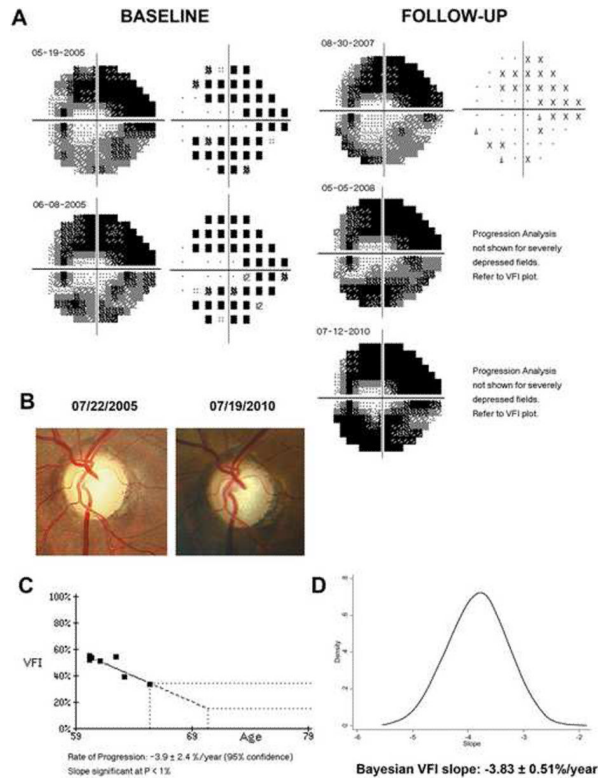 A
BASELINE
FOLLOW-UP
05-19-2005
08-30-2007
06-08-2005
05-05-2008
Progression Analysis
not shown for severely
depressed fields.
Refer to VFI plot.
07-12-2010
Progression Analysis
not shown for severely
depressed fields.
Refer to VFI plot.
B
07/22/2005
07/19/2010
C
100%
80%
60%
VFI
40%
20%
0%
59
69
Age
79
Rate of Progression: -3.9 ± 2.4 %/year (95% confidence)
Slope significant at P < 1%
D
Density
-6
-5
-4
-3
-2
Slope
Bayesian VFI slope: -3.83 ± 0.51%/year